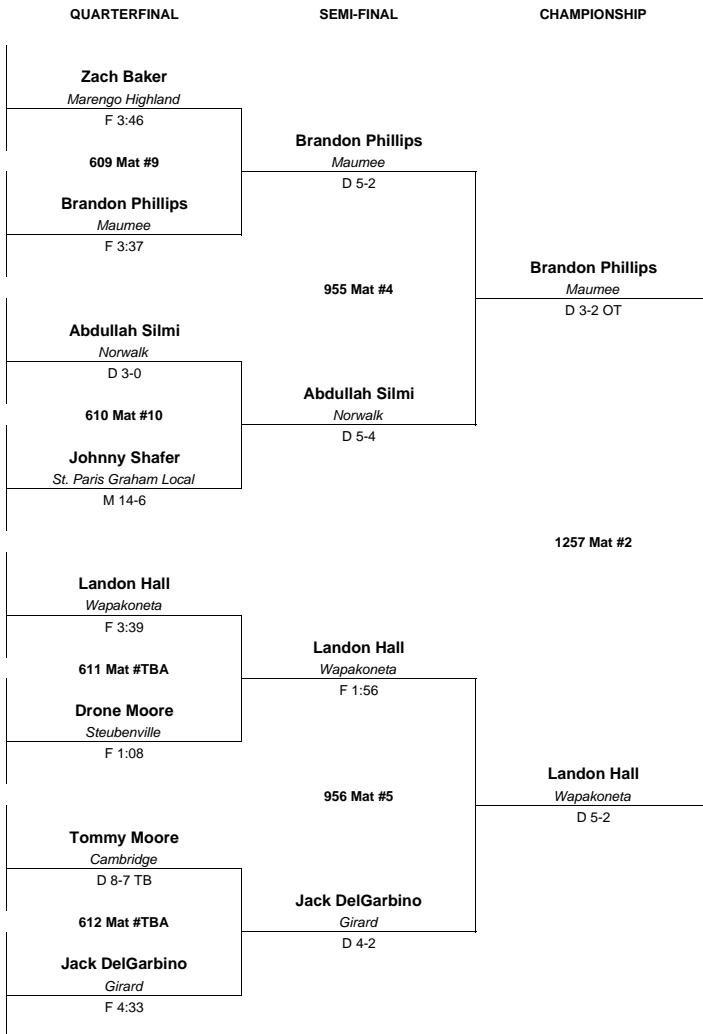 QUARTERFINAL
SEMI-FINAL
CHAMPIONSHIP
Zach Baker
Marengo Highland
F 3:46
609 Mat #9
Brandon Phillips
Maumee
F 3:37
Brandon Phillips
Maumee
D 5-2
955 Mat #4
Brandon Phillips
Maumee
D 3-2 OT
Abdullah Silmi
Norwalk
D 3-0
610 Mat #10
Johnny Shafer
St. Paris Graham Local
M 14-6
Abdullah Silmi
Norwalk
D 5-4
1257 Mat #2
Landon Hall
Wapakoneta
F 3:39
611 Mat #TBA
Drone Moore
Steubenville
F 1:08
Landon Hall
Wapakoneta
F 1:56
956 Mat #5
Landon Hall
Wapakoneta
D 5-2
Tommy Moore
Cambridge
D 8-7 TB
612 Mat #TBA
Jack DelGarbino
Girard
F 4:33
Jack DelGarbino
Girard
D 4-2